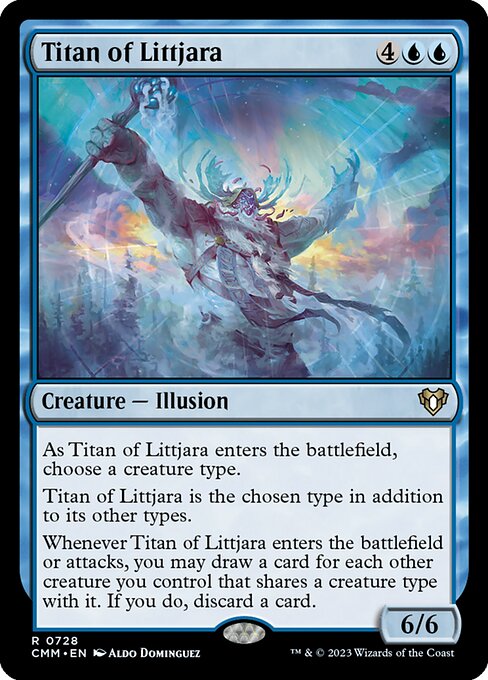 Titan of Littjara 4
Creature — Illusion
As Titan of Littjara enters the battlefield,
choose a creature type.
Titan of Littjara is the chosen type in addition
to its other types.
Whenever Titan of Littjara enters the battlefield
or attacks, you may draw a card for each other
creature you control that shares a creature type
with it. If you do, discard a card.
6/6
R 0728
CMM • EN Aldo Dominguez ™ & © 2023 Wizards of the Coast